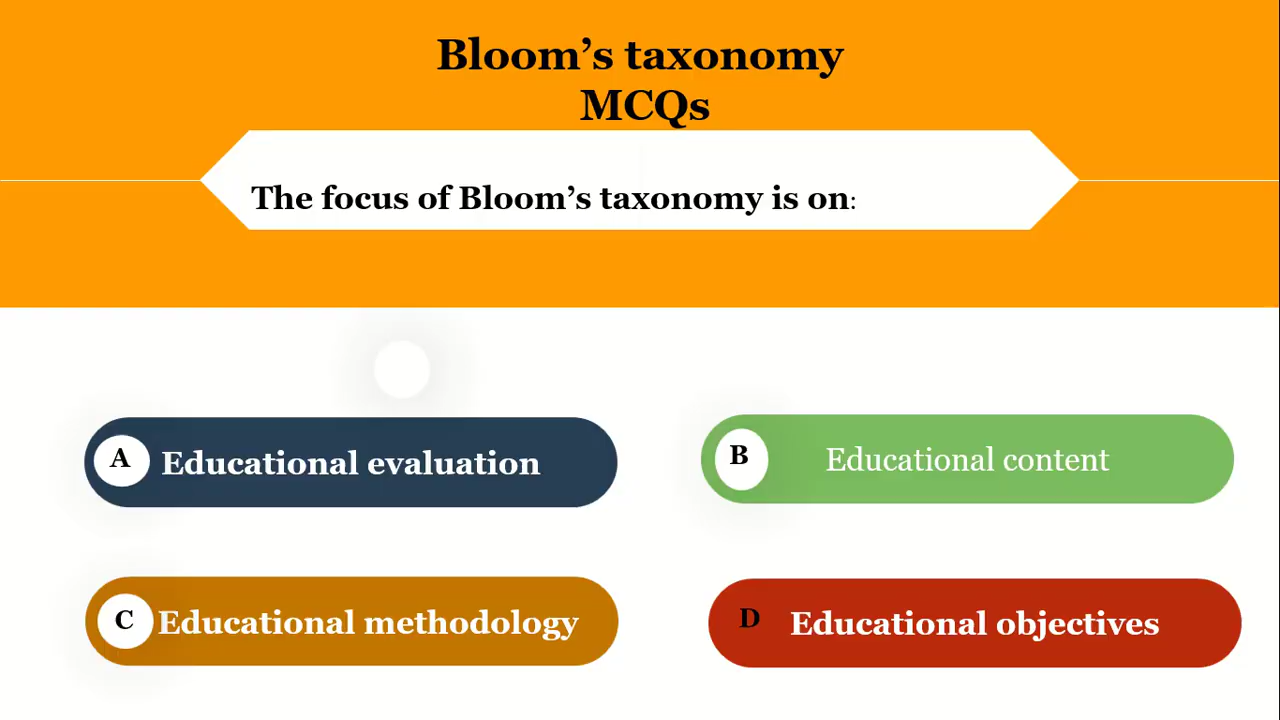 Bloom’s taxonomy
MCQs
The focus of Bloom’s taxonomy is on:
A Educational evaluation
B Educational content
C Educational methodology
D Educational objectives